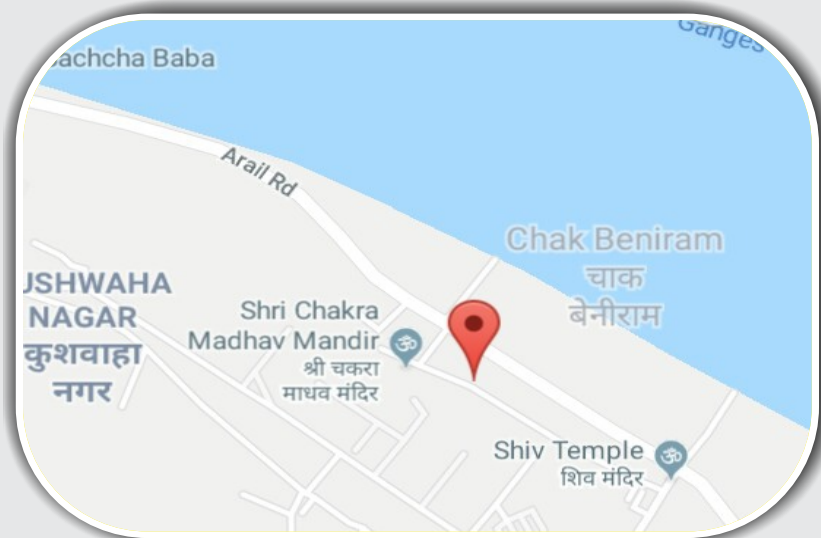 Ganges
achcha Baba
Arail Rd
Chak Beniram
चाक
बेनीराम
USHWAHA
NAGAR
कुशवाहा
नगर
Shri Chakra
Madhav Mandir
श्री चकरा
माधव मंदिर
Shiv Temple
शिव मंदिर